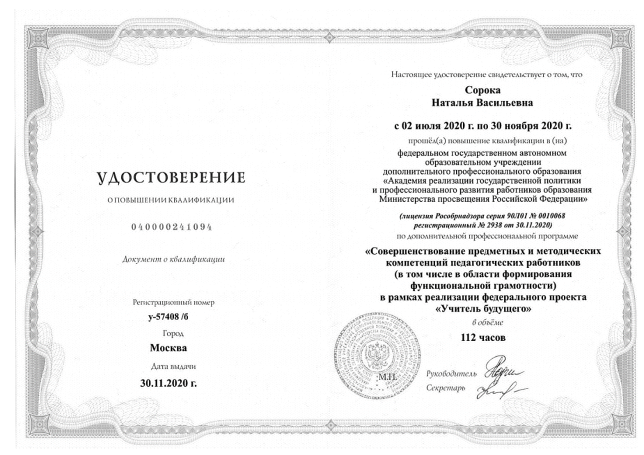 УДОСТОВЕРЕНИЕ
О ПОВЫШЕНИИ КВАЛИФИКАЦИИ
040000241094
Документ о квалификации
Регистрационный номер
у-57408 /б
Город
Москва
Дата выдачи
30.11.2020 г.
Настоящее удостоверение свидетельствует о том, что
Сорока
Наталья Васильевна
с 02 июля 2020 г. по 30 ноября 2020 г.
прошёл(а) повышение квалификации в (на)
федеральном государственном автономном
образовательном учреждении
дополнительного профессионального образования
«Академия реализации государственной политики
и профессионального развития работников образования
Министерства просвещения Российской Федерации»
(лицензия Рособрнадзора серия 90Л01 № 0010068
регистрационный № 2938 от 30.11.2020)
по дополнительной профессиональной программе
«Совершенствование предметных и методических
компетенций педагогических работников
(в том числе в области формирования
функциональной грамотности)
в рамках реализации федерального проекта
«Учитель будущего»
в объёме
112 часов
М.П.
Руководитель
Секретарь